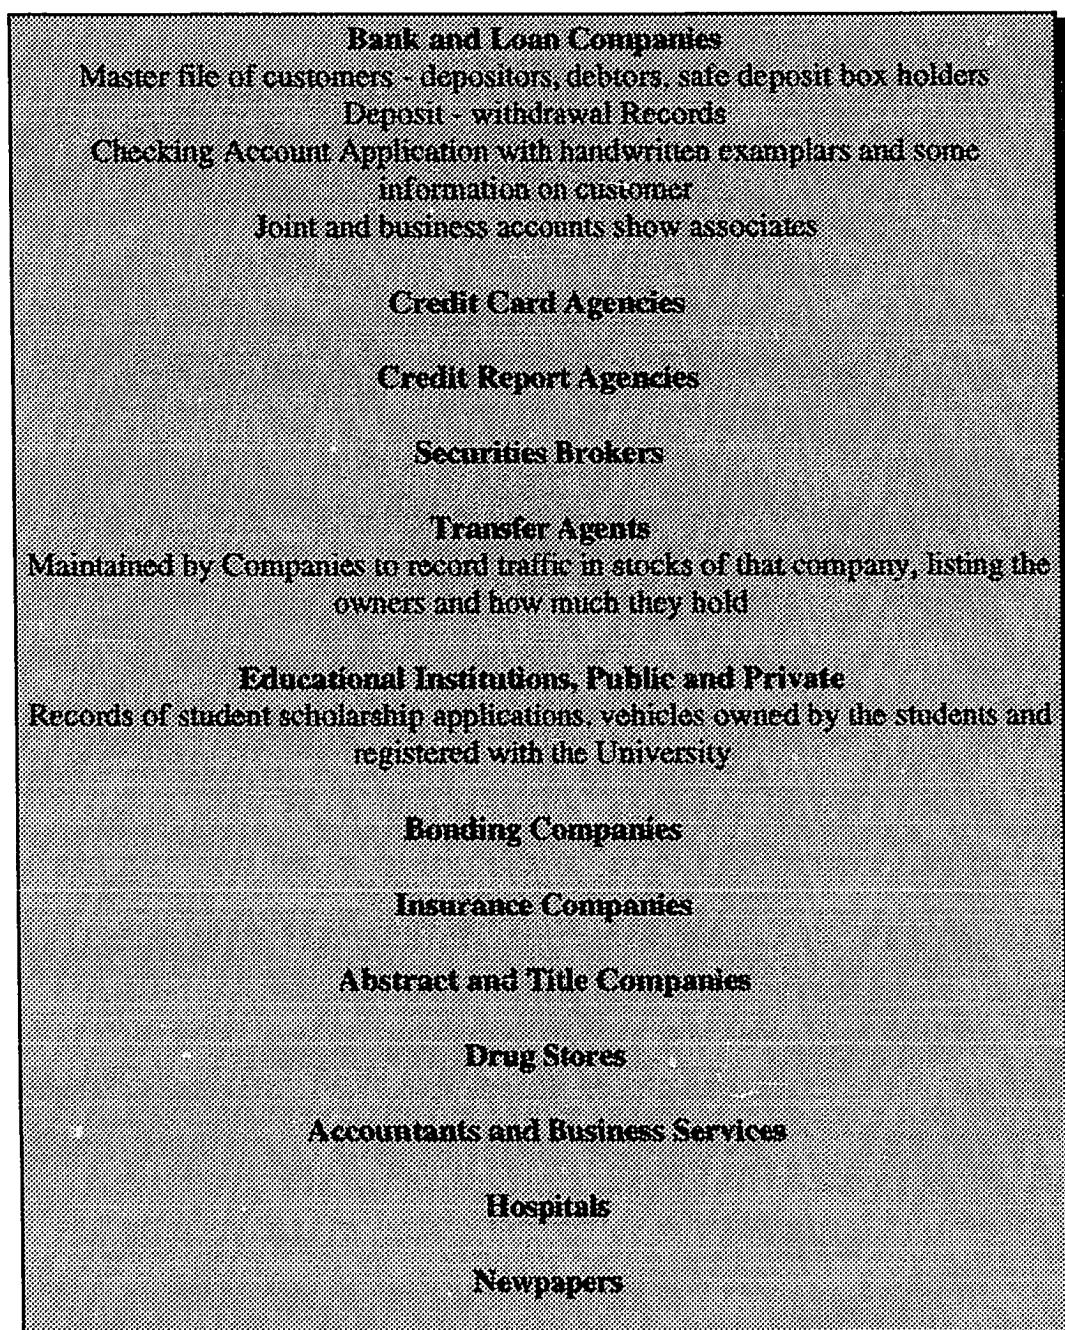 Bank and Loan Companies
Master file of customers - depositors, debtors, safe deposit box holders
Deposit - withdrawal Records
Checking Account Application with handwritten examplars and some
information on customer
Joint and business accounts show associates
Credit Card Agencies
Credit Report Agencies
Securities Brokers
Transfer Agents
Maintained by Companies to record traffic in stocks of that company, listing the
owners and how much they hold
Educational Institutions, Public and Private
Records of student scholarship applications, vehicles owned by the students and
registered with the University
Bonding Companies
Insurance Companies
Abstract and Title Companies
Drug Stores
Accountants and Business Services
Hospitals
Newpapers